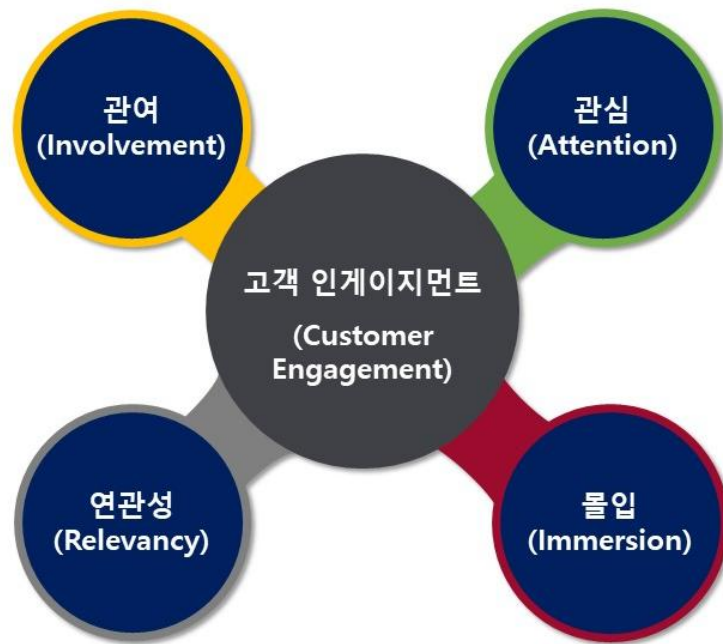 관여
(Involvement)
관심
(Attention)
고객 인게이지먼트
(Customer
Engagement)
연관성
(Relevancy)
몰입
(Immersion)